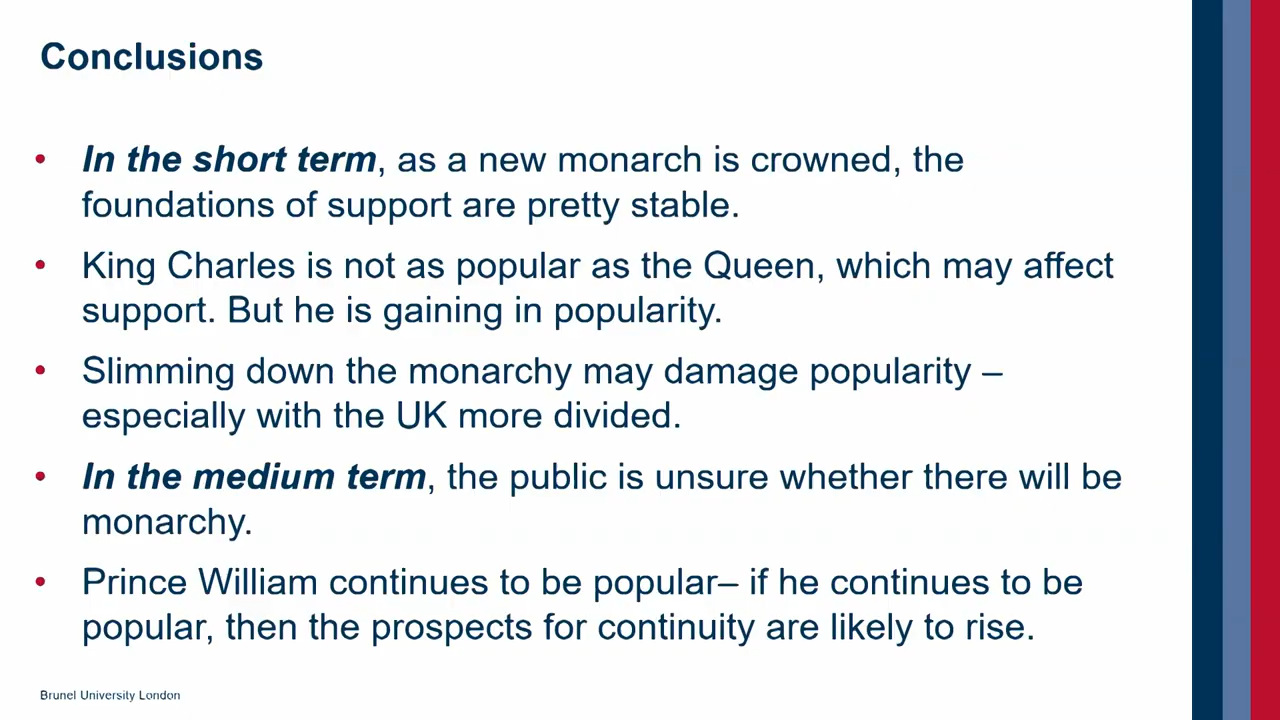 Conclusions
• In the short term, as a new monarch is crowned, the
foundations of support are pretty stable.
• King Charles is not as popular as the Queen, which may affect
support. But he is gaining in popularity.
• Slimming down the monarchy may damage popularity –
especially with the UK more divided.
• In the medium term, the public is unsure whether there will be
monarchy.
• Prince William continues to be popular– if he continues to be
popular, then the prospects for continuity are likely to rise.
Brunel University London